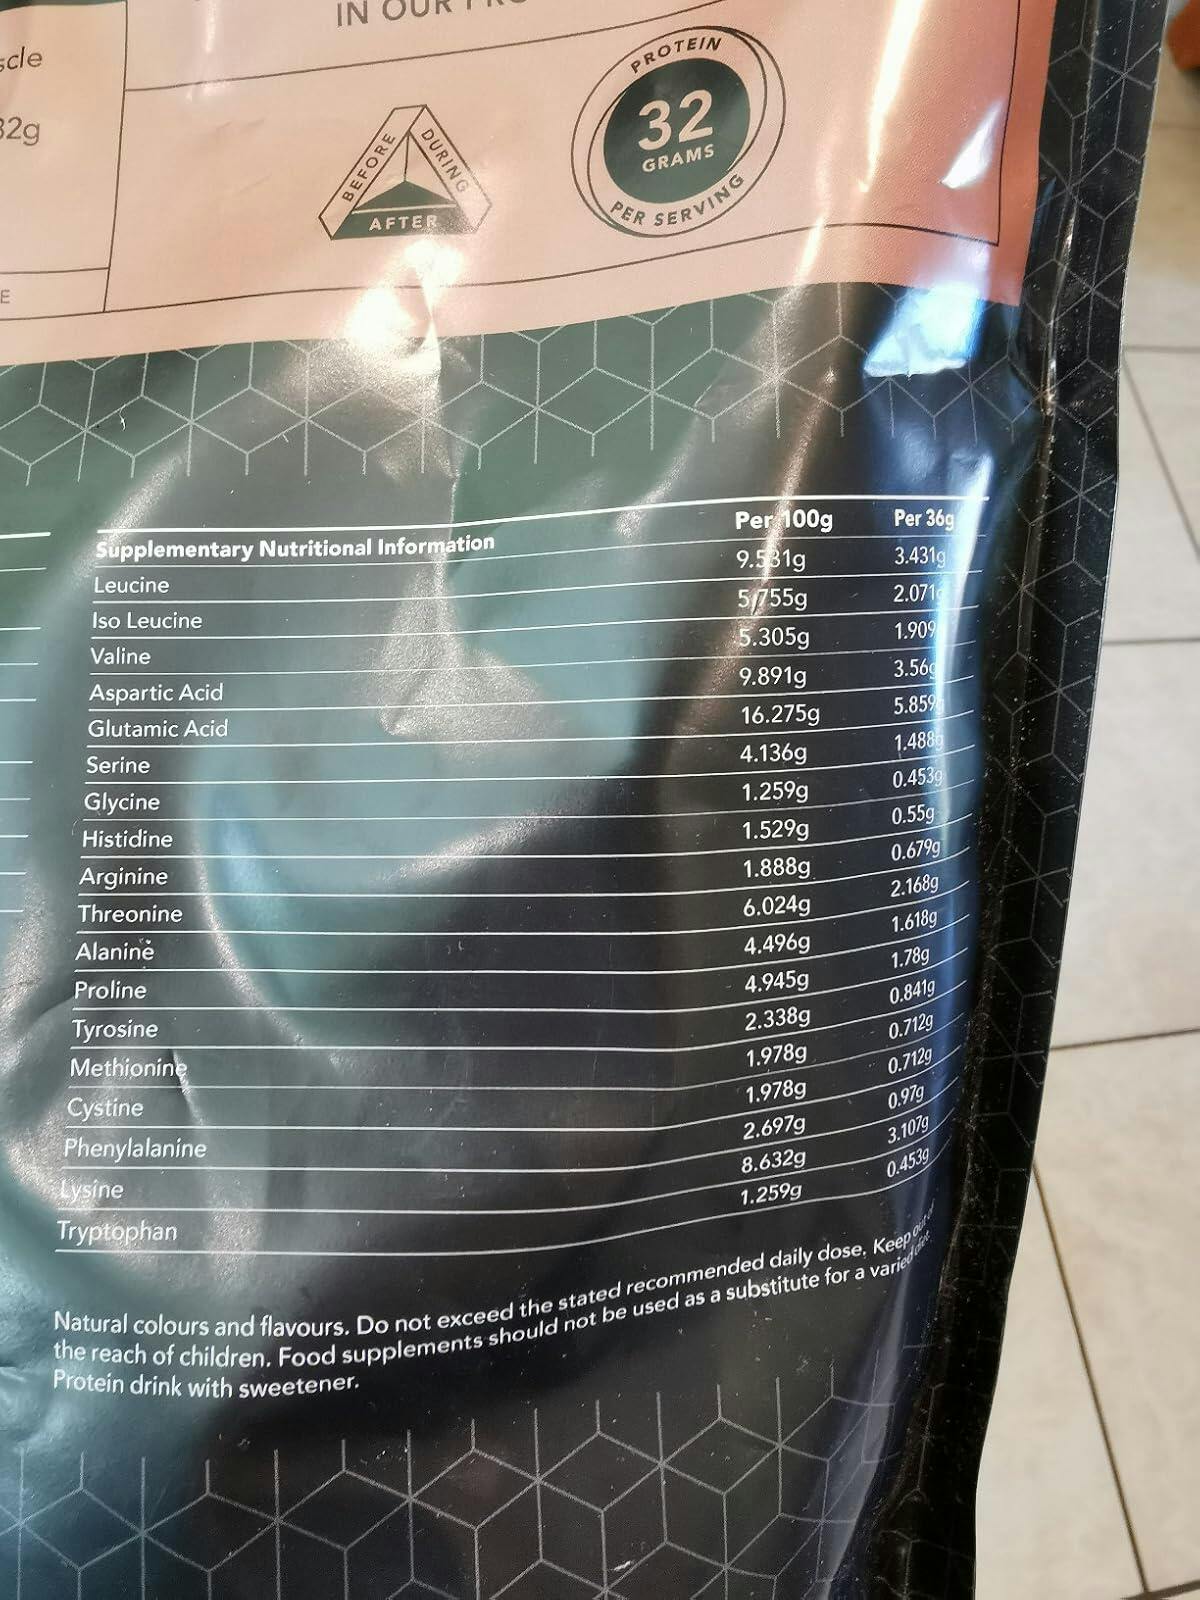 IN OUR
scle
32g
E
BEFORE
DURING
AFTER
PROTEIN
32
GRAMS
PER SERVING
Supplementary Nutritional Information Per 100g Per 36g
Leucine 9.531g 3.431g
Iso Leucine 5.755g 2.071g
Valine 5.305g 1.909
Aspartic Acid 9.891g 3.56g
Glutamic Acid 16.275g 5.859g
Serine 4.136g 1.488g
Glycine 1.259g 0.453g
Histidine 1.529g 0.55g
Arginine 1.888g 0.679g
Threonine 6.024g 2.168g
Alanine 4.496g 1.618g
Proline 4.945g 1.78g
Tyrosine 2.338g 0.841g
Methionine 1.978g 0.712g
Cystine 1.978g 0.712g
Phenylalanine 2.697g 0.97g
Lysine 8.632g 3.107g
Tryptophan 1.259g 0.453g
Natural colours and flavours. Do not exceed the stated recommended daily dose. Keep out of
the reach of children. Food supplements should not be used as a substitute for a varied diet.
Protein drink with sweetener.